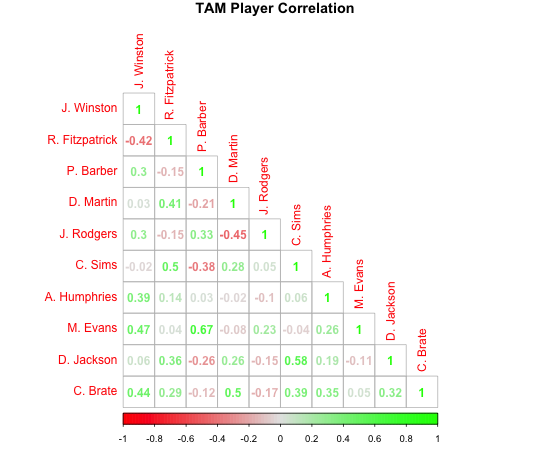 TAM Player Correlation
J. Winston
R. Fitzpatrick
P. Barber
D. Martin
J. Rodgers
C. Sims
A. Humphries
M. Evans
D. Jackson
C. Brate
J. Winston 1
R. Fitzpatrick -0.42 1
P. Barber 0.3 -0.15 1
D. Martin 0.03 0.41 -0.21 1
J. Rodgers 0.3 -0.15 0.33 -0.45 1
C. Sims -0.02 0.5 -0.38 0.28 0.05 1
A. Humphries 0.39 0.14 0.03 -0.02 -0.1 0.06 1
M. Evans 0.47 0.04 0.67 -0.08 0.23 -0.04 0.26 1
D. Jackson 0.06 0.36 -0.26 0.26 -0.15 0.58 0.19 -0.11 1
C. Brate 0.44 0.29 -0.12 0.5 -0.17 0.39 0.35 0.05 0.32 1
-1 -0.8 -0.6 -0.4 -0.2 0 0.2 0.4 0.6 0.8 1